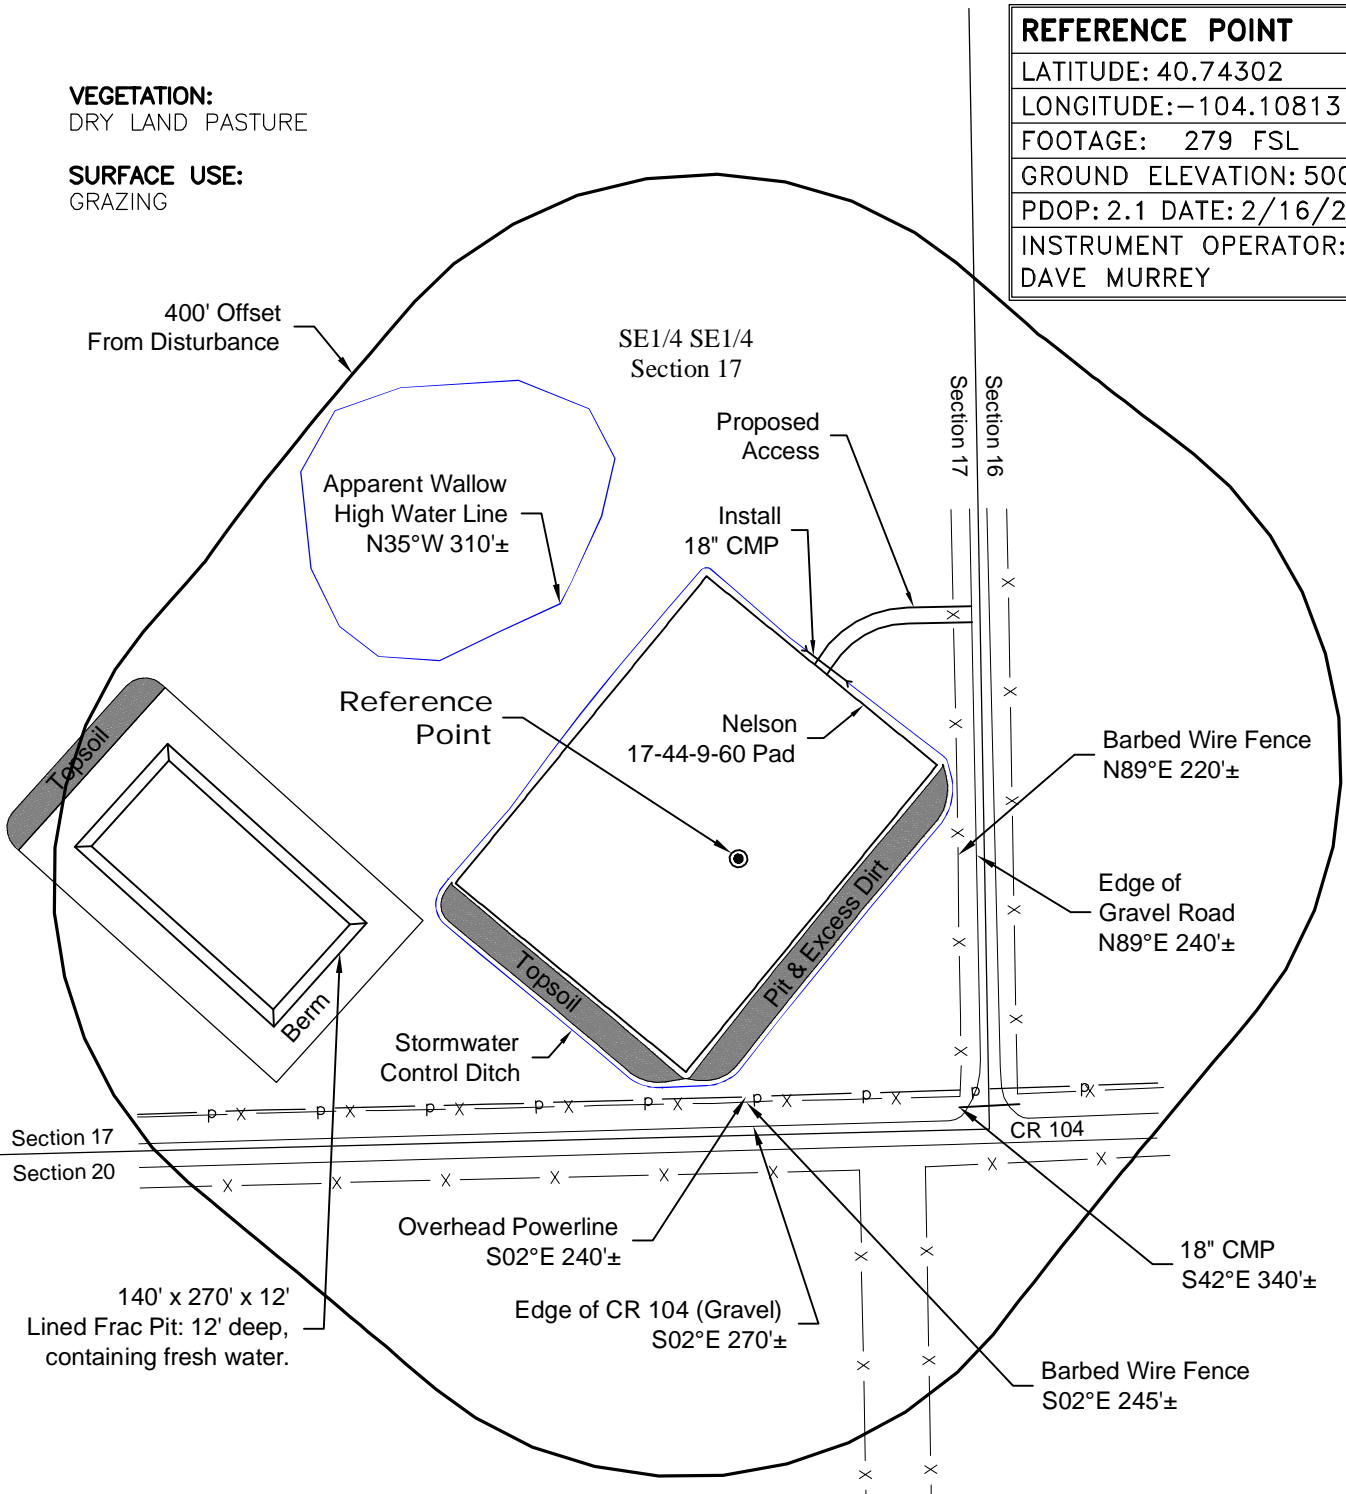 REFERENCE POINT
LATITUDE: 40.74302
LONGITUDE:-104.10813
FOOTAGE: 279 FSL
GROUND ELEVATION: 500
PDOP: 2.1 DATE: 2/16/2
INSTRUMENT OPERATOR:
DAVE MURREY
VEGETATION:
DRY LAND PASTURE
SURFACE USE:
GRAZING
400' Offset
From Disturbance
SE1/4 SE1/4
Section 17
Section 17
Section 16
Proposed
Access
Apparent Wallow
High Water Line
N35°W 310'±
Install
18" CMP
X
X
Reference
Point
X
X
Nelson
17-44-9-60 Pad
Topsoil
Barbed Wire Fence
N89°E 220'±
X
X
Edge of
Gravel Road
N89°E 240'±
X
X
Pit & Excess Dirt
Topsoil
Berm
X
X
Stormwater
Control Ditch
p X p X p X p X p X p X p p X
CR 104
Section 17
Section 20
X X X X X X X X
Overhead Powerline
S02°E 240'±
X X
18" CMP
S42°E 340'±
140' x 270' x 12'
Lined Frac Pit: 12' deep,
containing fresh water.
Edge of CR 104 (Gravel)
S02°E 270'±
X X
Barbed Wire Fence
S02°E 245'±
X X